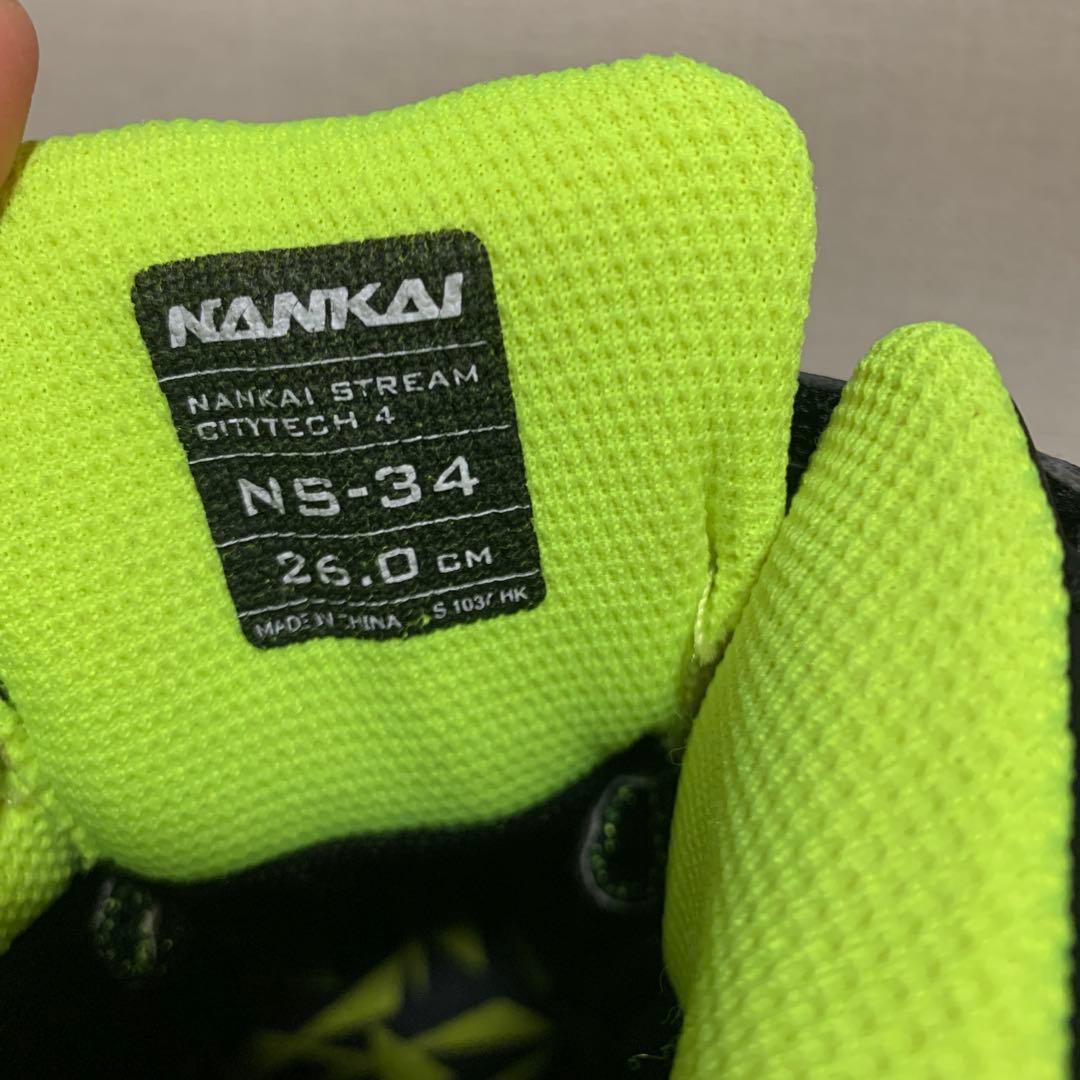 NANKAI
NANKAI STREAM
CITYTECH 4
NS-34
26.0 CM
MADE IN CHINA